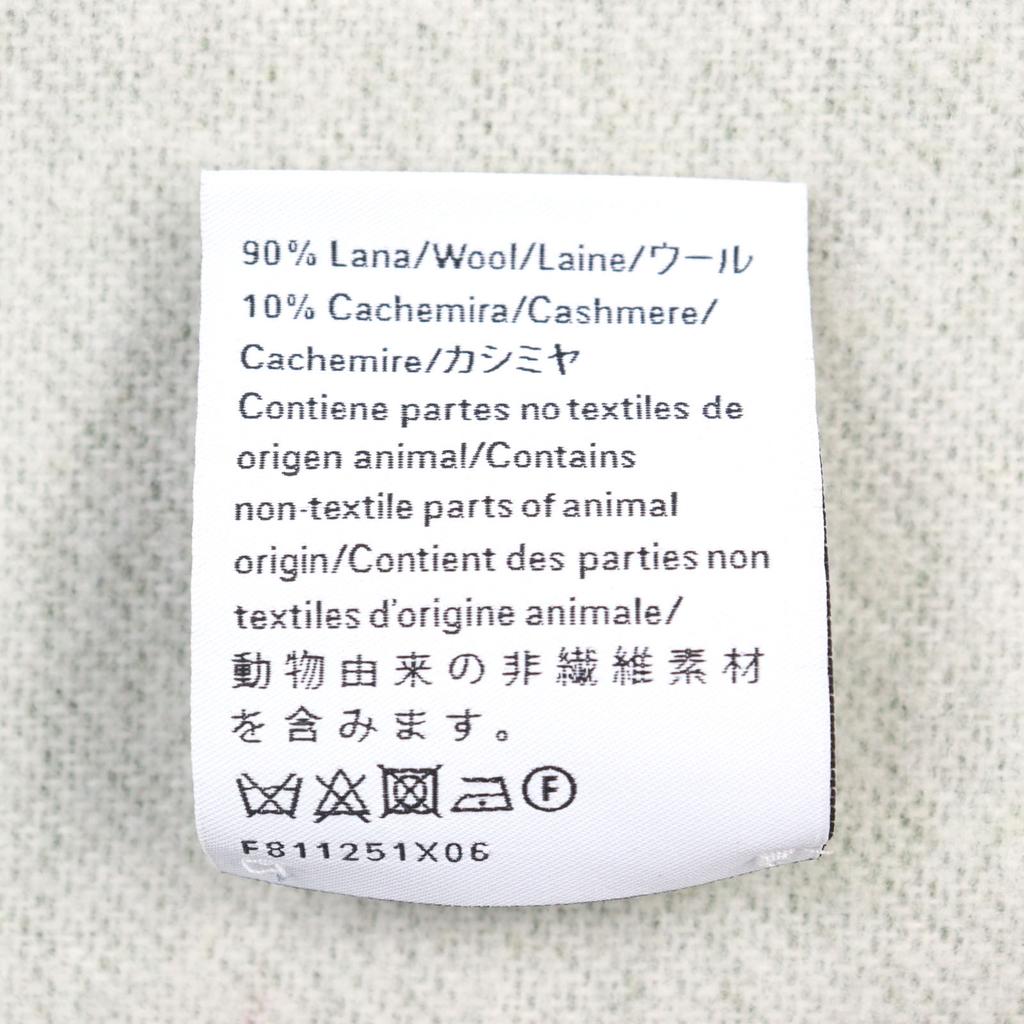 90% Lana/Wool/Laine/ウール
10% Cachemira/Cashmere/
Cachemire/カシミヤ
Contiene partes no textiles de
origen animal/Contains
non-textile parts of animal
origin/Contient des parties non
textiles d'origine animale/
動物由来の非繊維素材
を含みます。
F
F811251X06